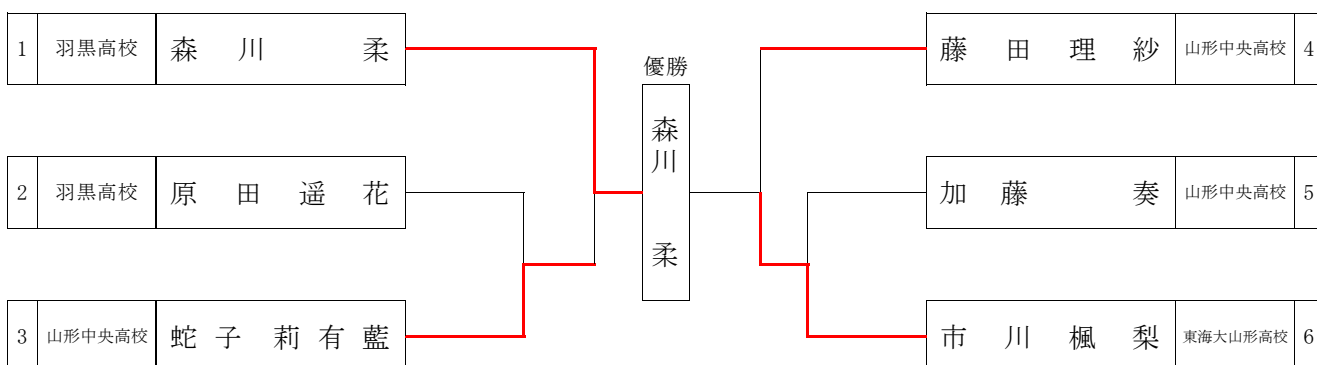 1 羽黒高校 森川 柔
2 羽黒高校 原田遥花
3 山形中央高校 蛇子莉有藍
優勝
森川 柔
藤田理紗 山形中央高校 4
加藤 奏 山形中央高校 5
市川楓梨 東海大山形高校 6